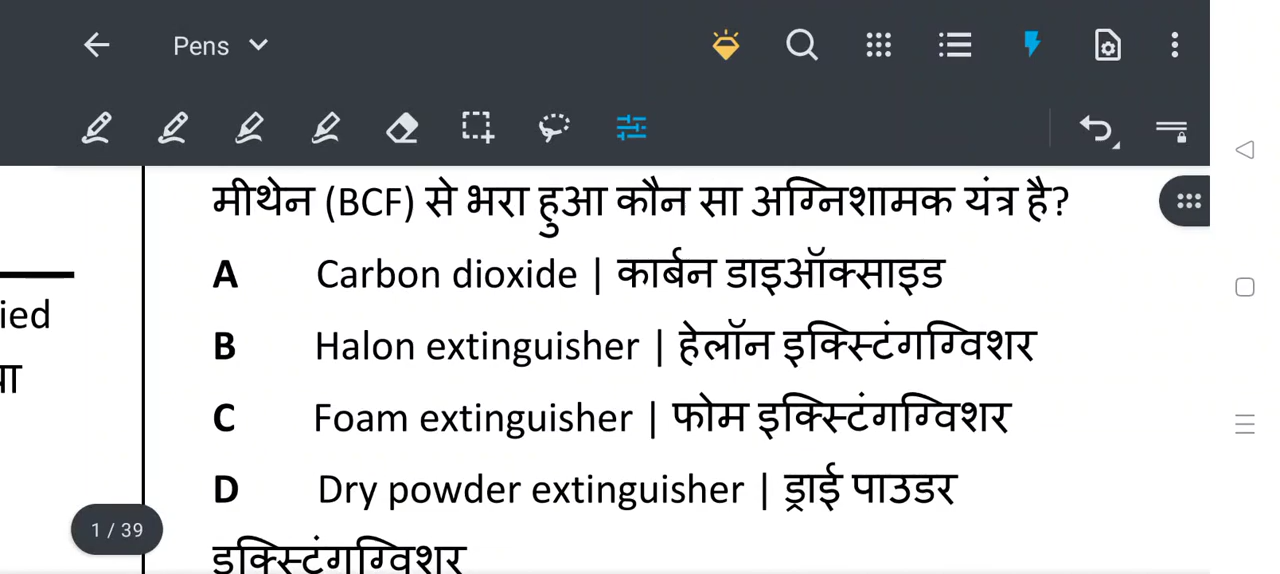 Pens
मीथेन (BCF) से भरा हुआ कौन सा अग्निशामक यंत्र है?
A Carbon dioxide | कार्बन डाइऑक्साइड
ied
B Halon extinguisher | हेलॉन इक्स्टिंगग्विशर
या
C Foam extinguisher | फोम इक्स्टिंगग्विशर
D Dry powder extinguisher | ड्राई पाउडर
1 / 39
इक्स्टिंगग्विशर